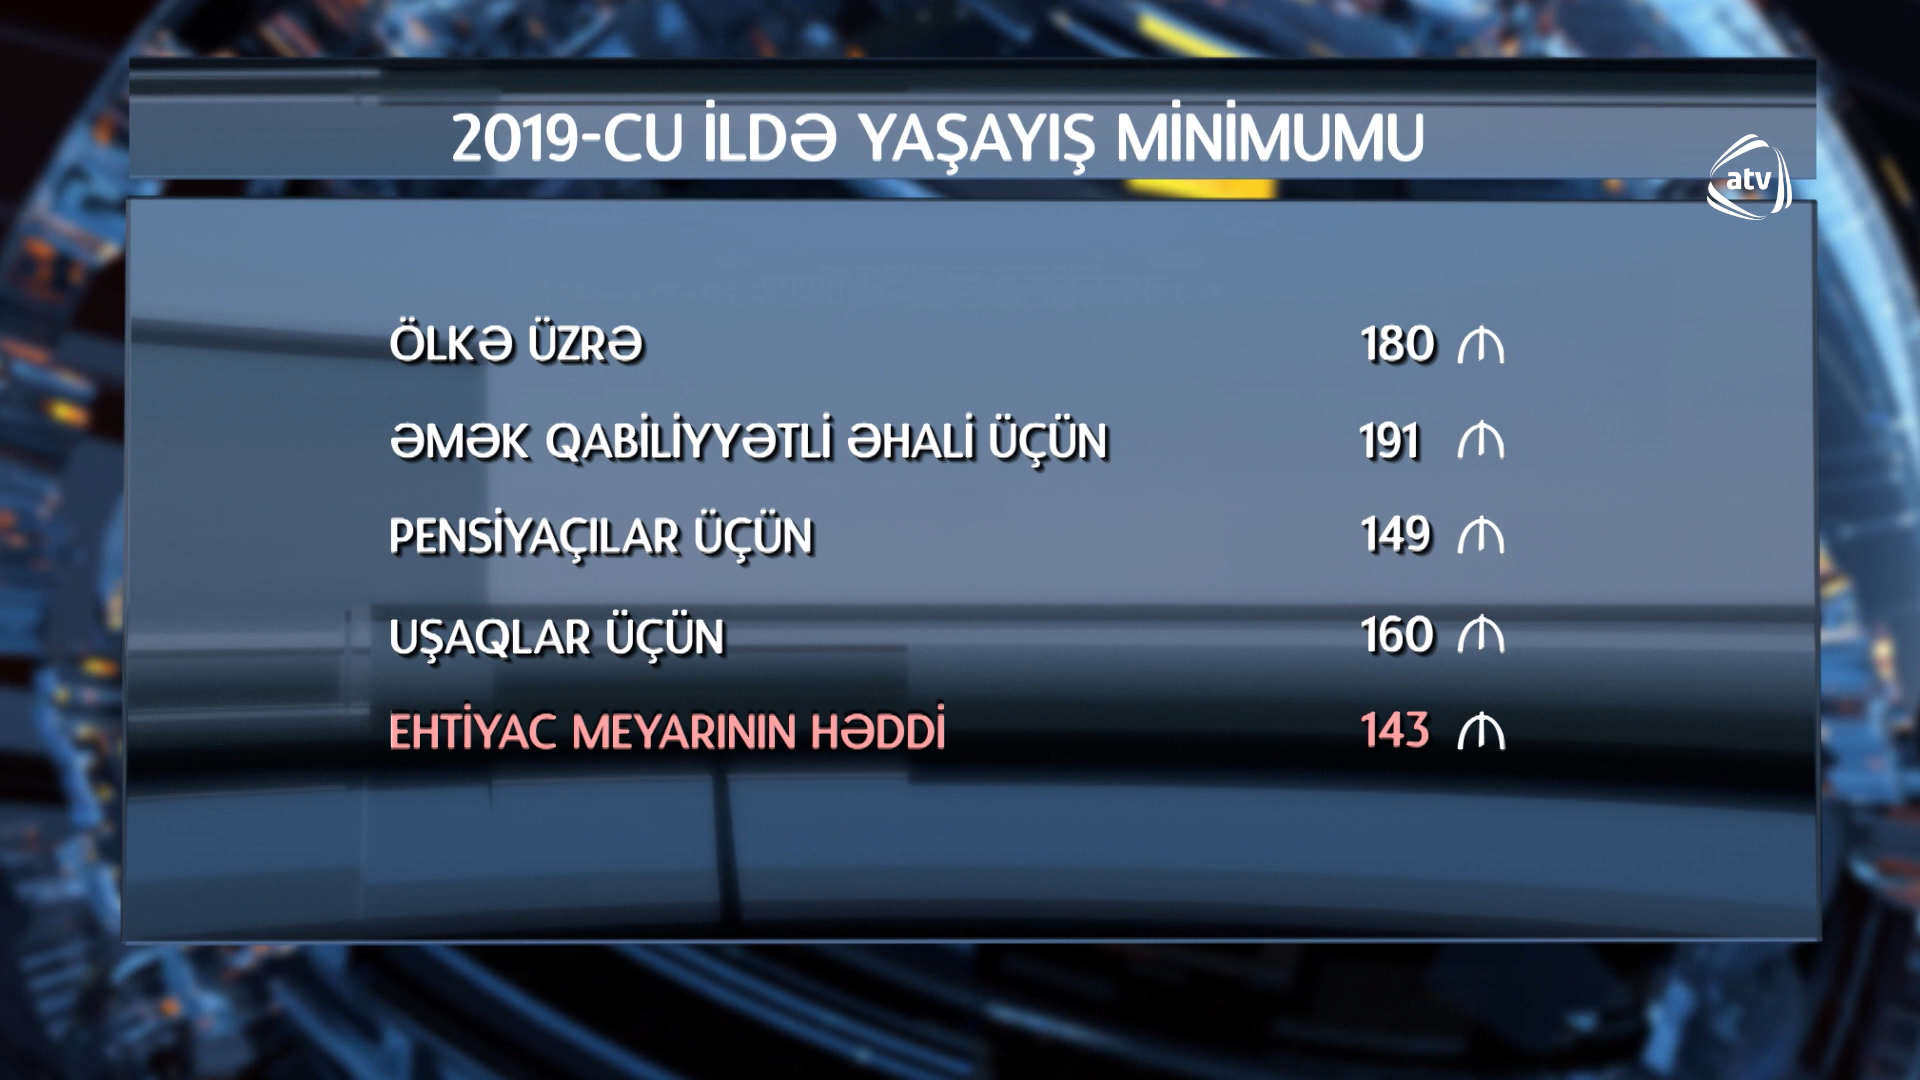 2019-CU İLDƏ YAŞAYIŞ MİNİMUMU
atv
ÖLKƏ ÜZRƏ 180 ₼
ƏMƏK QABİLİYYƏTLİ ƏHALİ ÜÇÜN 191 ₼
PENSİYAÇILAR ÜÇÜN 149 ₼
UŞAQLAR ÜÇÜN 160 ₼
EHTİYAC MEYARININ HƏDDİ 143 ₼